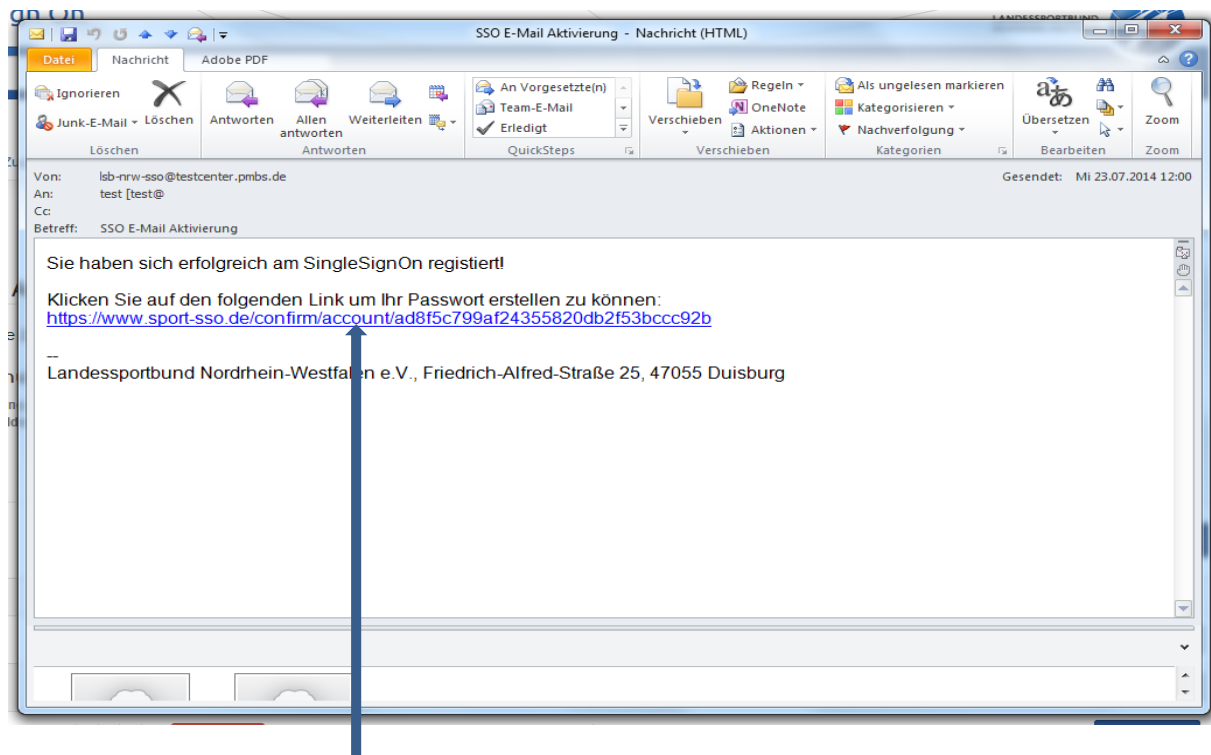 gn On
LANDESSPORTBUND
SSO E-Mail Aktivierung - Nachricht (HTML)
Datei Nachricht Adobe PDF
Ignorieren
Junk-E-Mail
Löschen
Löschen
Antworten
Allen antworten
Weiterleiten
Antworten
An Vorgesetzte(n)
Team-E-Mail
Erledigt
QuickSteps
Verschieben
Regeln
OneNote
Aktionen
Verschieben
Als ungelesen markieren
Kategorisieren
Nachverfolgung
Kategorien
Übersetzen
Bearbeiten
Zoom
Zoom
Von: lsb-nrw-sso@testcenter.pmbs.de
Gesendet: Mi 23.07.2014 12:00
An: test [test@
Cc:
Betreff: SSO E-Mail Aktivierung
Sie haben sich erfolgreich am SingleSignOn registiert!
Klicken Sie auf den folgenden Link um Ihr Passwort erstellen zu können:
https://www.sport-sso.de/confirm/account/ad8f5c799af24355820db2f53bccc92b
--
Landessportbund Nordrhein-Westfalen e.V., Friedrich-Alfred-Straße 25, 47055 Duisburg